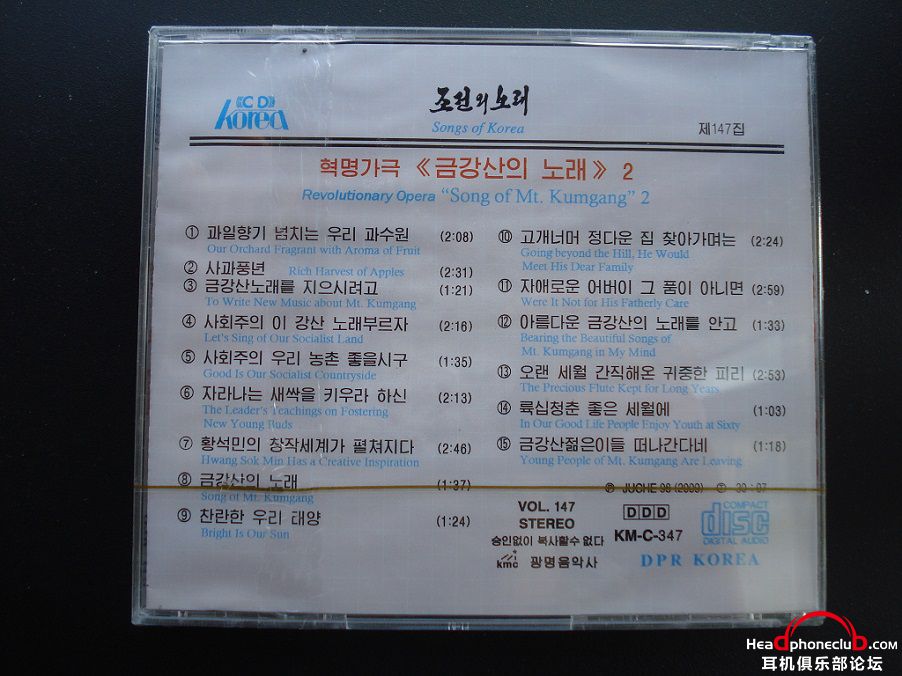 CD
Korea
조선의 노래
Songs of Korea
제147집
혁명가극 《금강산의 노래》 2
Revolutionary Opera “Song of Mt. Kumgang” 2
① 과일향기 넘치는 우리 과수원 (2:08)
Our Orchard Fragrant with Aroma of Fruit
② 사과풍년 Rich Harvest of Apples (2:31)
③ 금강산노래를 지으시려고 (1:21)
To Write New Music about Mt. Kumgang
④ 사회주의 이 강산 노래부르자 (2:16)
Let's Sing of Our Socialist Land
⑤ 사회주의 우리 농촌 좋을시구 (1:35)
Good Is Our Socialist Countryside
⑥ 자라나는 새싹을 키우라 하신 (2:13)
The Leader's Teachings on Fostering
New Young Buds
⑦ 황석민의 창작세계가 펼쳐지다 (2:46)
Hwang Sok Min Has a Creative Inspiration
⑧ 금강산의 노래 (1:37)
Song of Mt. Kumgang
⑨ 찬란한 우리 태양 (1:24)
Bright Is Our Sun
⑩ 고개너머 정다운 집 찾아가며는 (2:24)
Going beyond the Hill, He Would
Meet His Dear Family
⑪ 자애로운 어버이 그 품이 아니면 (2:59)
Were It Not for His Fatherly Care
⑫ 아름다운 금강산의 노래를 안고 (1:33)
Bearing the Beautiful Songs of
Mt. Kumgang in My Mind
⑬ 오랜 세월 간직해온 귀중한 피리 (2:53)
The Precious Flute Kept for Long Years
⑭ 륙십청춘 좋은 세월에 (1:03)
In Our Good Life People Enjoy Youth at Sixty
⑮ 금강산젊은이들 떠나간다네 (1:18)
Young People of Mt. Kumgang Are Leaving
Ⓟ JUCHE 98 (2009) Ⓒ
VOL. 147
STEREO
승인없이 복사할수 없다
kmc 광명음악사
DDD
KM-C-347
COMPACT
disc
DIGITAL AUDIO
DPR KOREA
Headphoneclub.com
耳机俱乐部论坛